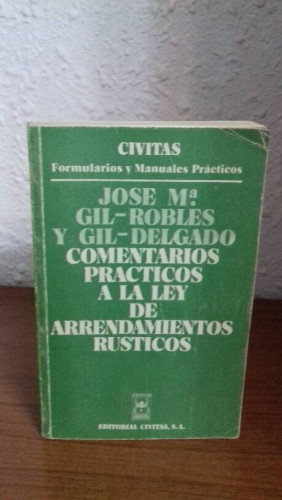 CIVITAS
Formularios y Manuales Prácticos
JOSE Mª
GIL-ROBLES
Y GIL-DELGADO
COMENTARIOS
PRACTICOS
A LA LEY
DE
ARRENDAMIENTOS
RUSTICOS
EDITORIAL CIVITAS, S.A.